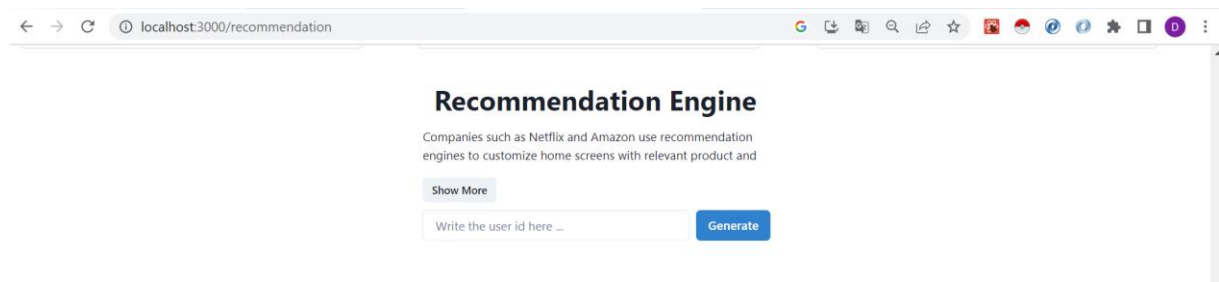 localhost:3000/recommendation
G
D
Recommendation Engine
Companies such as Netflix and Amazon use recommendation
engines to customize home screens with relevant product and
Show More
Write the user id here ...
Generate